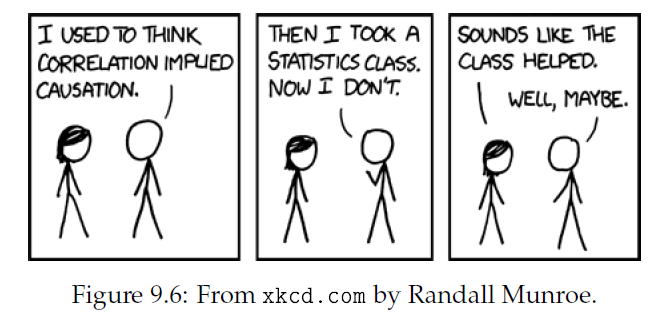 I USED TO THINK
CORRELATION IMPLIED
CAUSATION.
THEN I TOOK A
STATISTICS CLASS.
NOW I DON'T.
SOUNDS LIKE THE
CLASS HELPED.
WELL, MAYBE.
Figure 9.6: From xkcd.com by Randall Munroe.